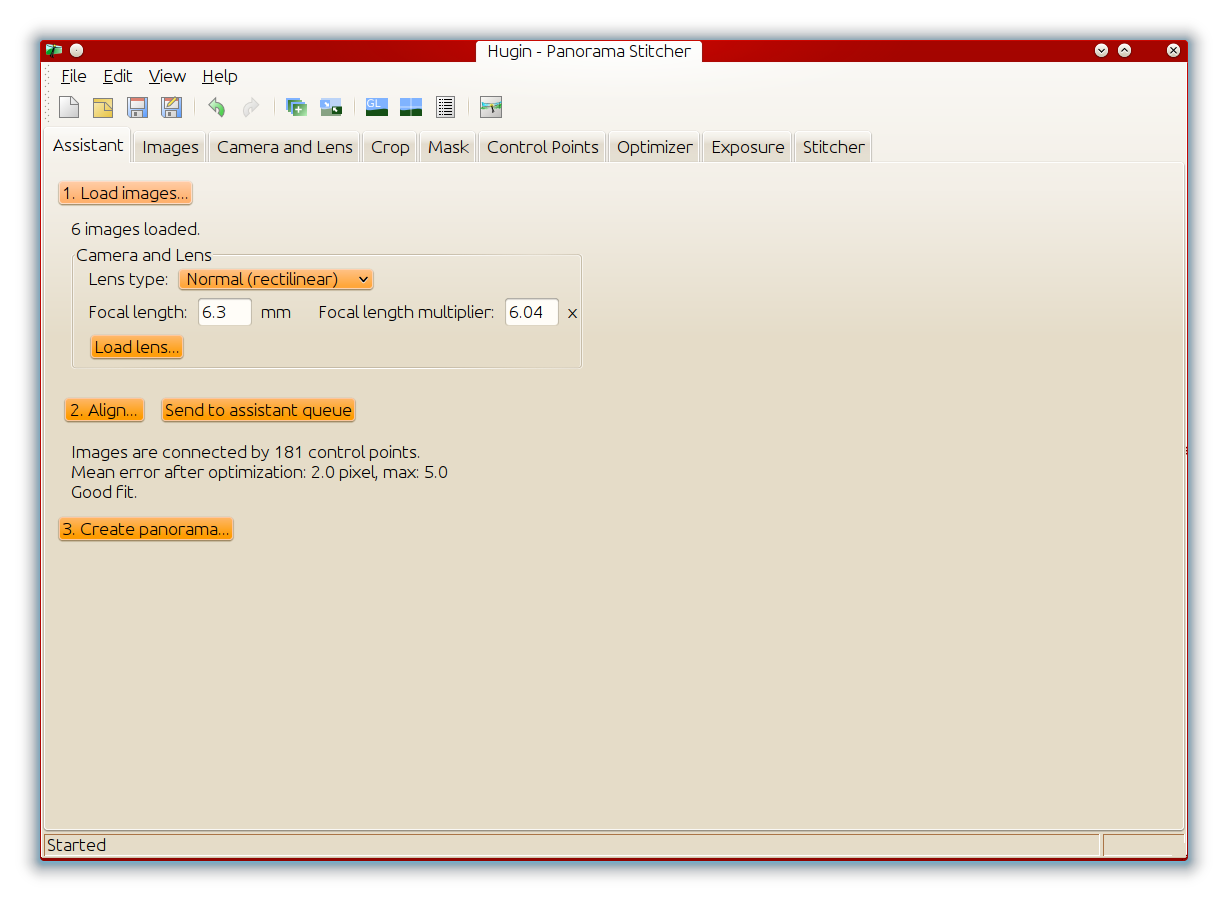 Hugin - Panorama Stitcher
File Edit View Help
GL
Assistant Images Camera and Lens Crop Mask Control Points Optimizer Exposure Stitcher
1. Load images...
6 images loaded.
Camera and Lens
Lens type: Normal (rectilinear)
Focal length: 6.3 mm Focal length multiplier: 6.04 x
Load lens...
2. Align... Send to assistant queue
Images are connected by 181 control points.
Mean error after optimization: 2.0 pixel, max: 5.0
Good fit.
3. Create panorama...
Started